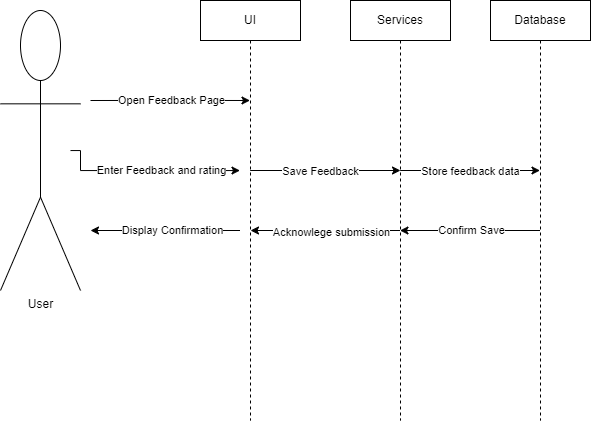 UI
Services
Database
Open Feedback Page
Enter Feedback and rating
Save Feedback
Store feedback data
Display Confirmation
Acknowlege submission
Confirm Save
User